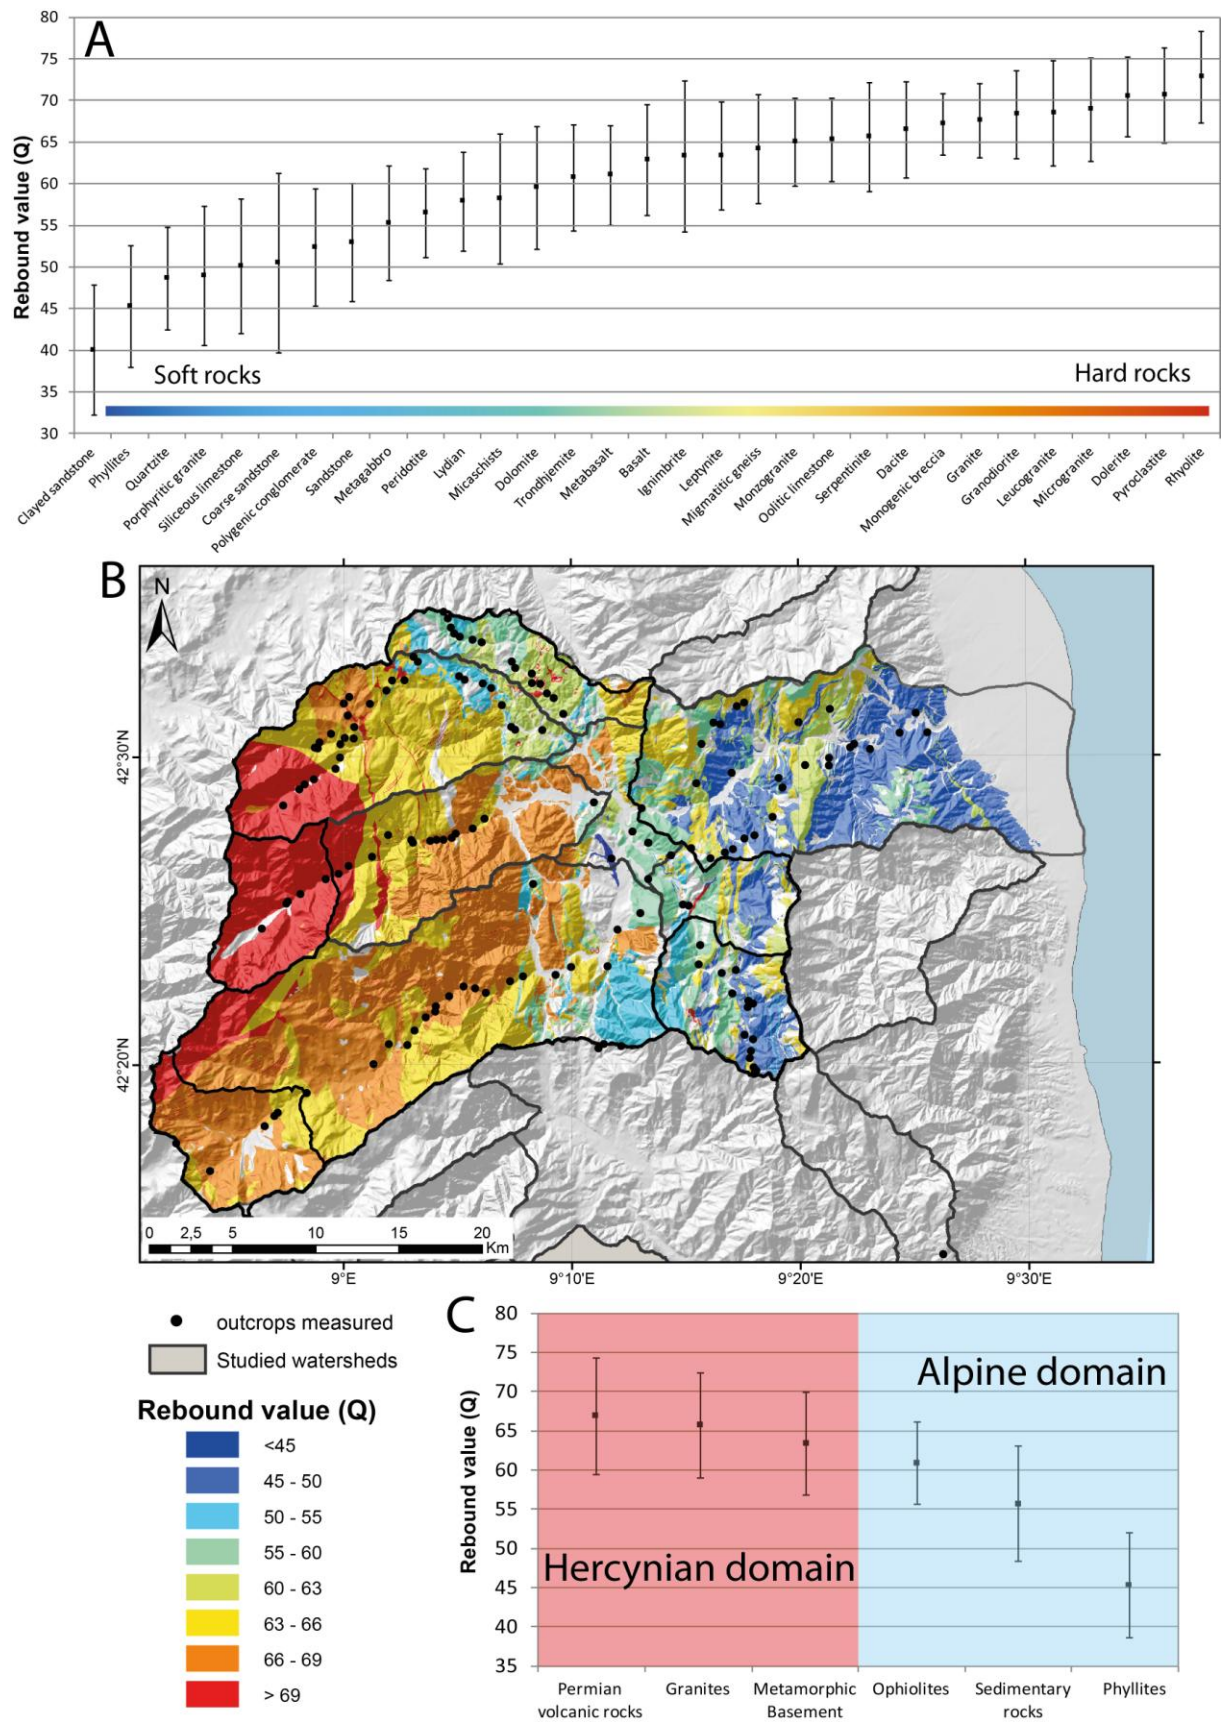 A
80
75
70
65
60
55
50
45
40
35
30
Rebound value (Q)
Soft rocks
Hard rocks
Clayed sandstone
Phyllites
Quartzite
Porphyritic granite
Siliceous limestone
Coarse sandstone
Polygenic conglomerate
Sandstone
Metagabbro
Peridotite
Lydian
Micaschists
Dolomite
Trondhjemite
Metabasalt
Basalt
Ignimbrite
Leptynite
Migmatitic gneiss
Monzogranite
Oolitic limestone
Serpentinite
Dacite
Monogenic breccia
Granite
Granodiorite
Leucogranite
Microgranite
Dolerite
Pyroclastite
Rhyolite
B
N
42°30'N
42°20'N
0 2,5 5 10 15 20
Km
9°E 9°10'E 9°20'E 9°30'E
outcrops measured
Studied watersheds
Rebound value (Q)
<45
45 - 50
50 - 55
55 - 60
60 - 63
63 - 66
66 - 69
> 69
C
80
75
70
65
60
55
50
45
40
35
Rebound value (Q)
Alpine domain
Hercynian domain
Permian
volcanic rocks
Granites
Metamorphic
Basement
Ophiolites
Sedimentary
rocks
Phyllites